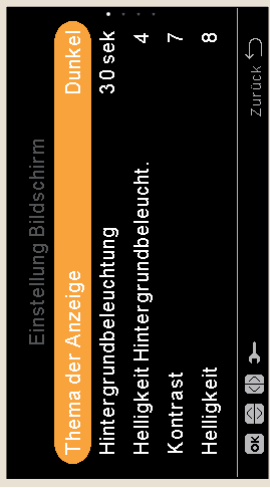 Einstellung Bildschirm
Thema der Anzeige Dunkel
Hintergrundbeleuchtung 30 sek
Helligkeit Hintergrundbeleucht. 4
Kontrast 7
Helligkeit 8
OK Zurück